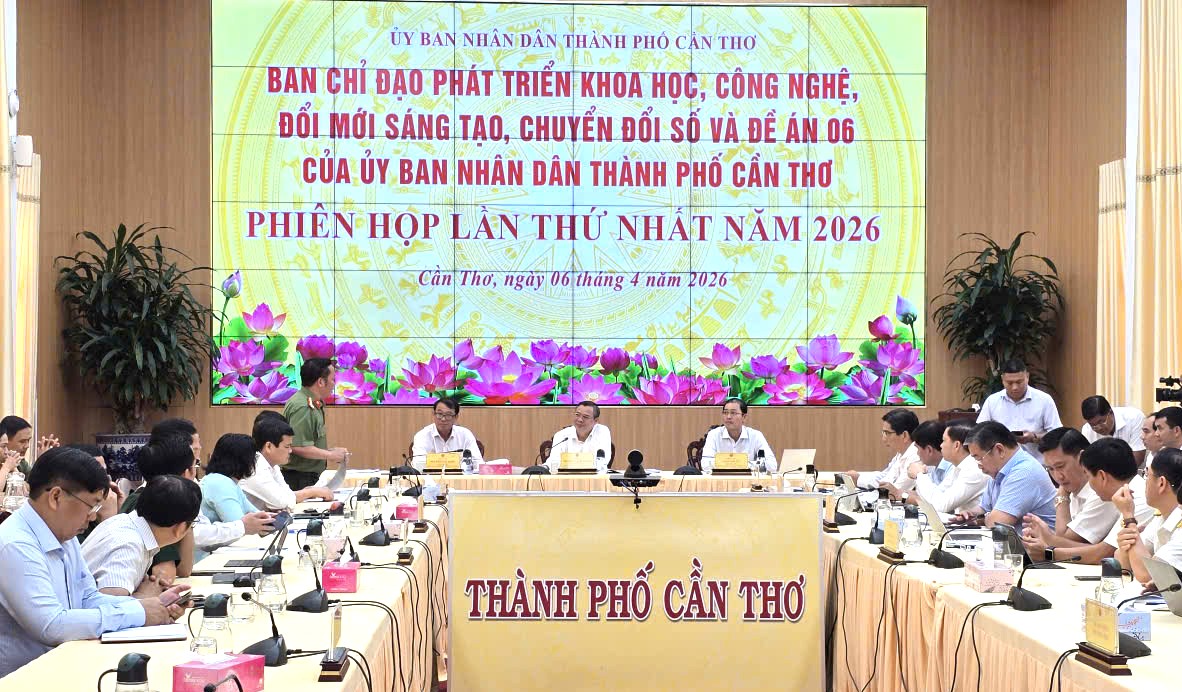 ỦY BAN NHÂN DÂN THÀNH PHỐ CẦN THƠ
BAN CHỈ ĐẠO PHÁT TRIỂN KHOA HỌC, CÔNG NGHỆ,
ĐỔI MỚI SÁNG TẠO, CHUYỂN ĐỔI SỐ VÀ ĐỀ ÁN 06
CỦA ỦY BAN NHÂN DÂN THÀNH PHỐ CẦN THƠ
PHIÊN HỌP LẦN THỨ NHẤT NĂM 2026
Cần Thơ, ngày 06 tháng 4 năm 2026
THÀNH PHỐ CẦN THƠ